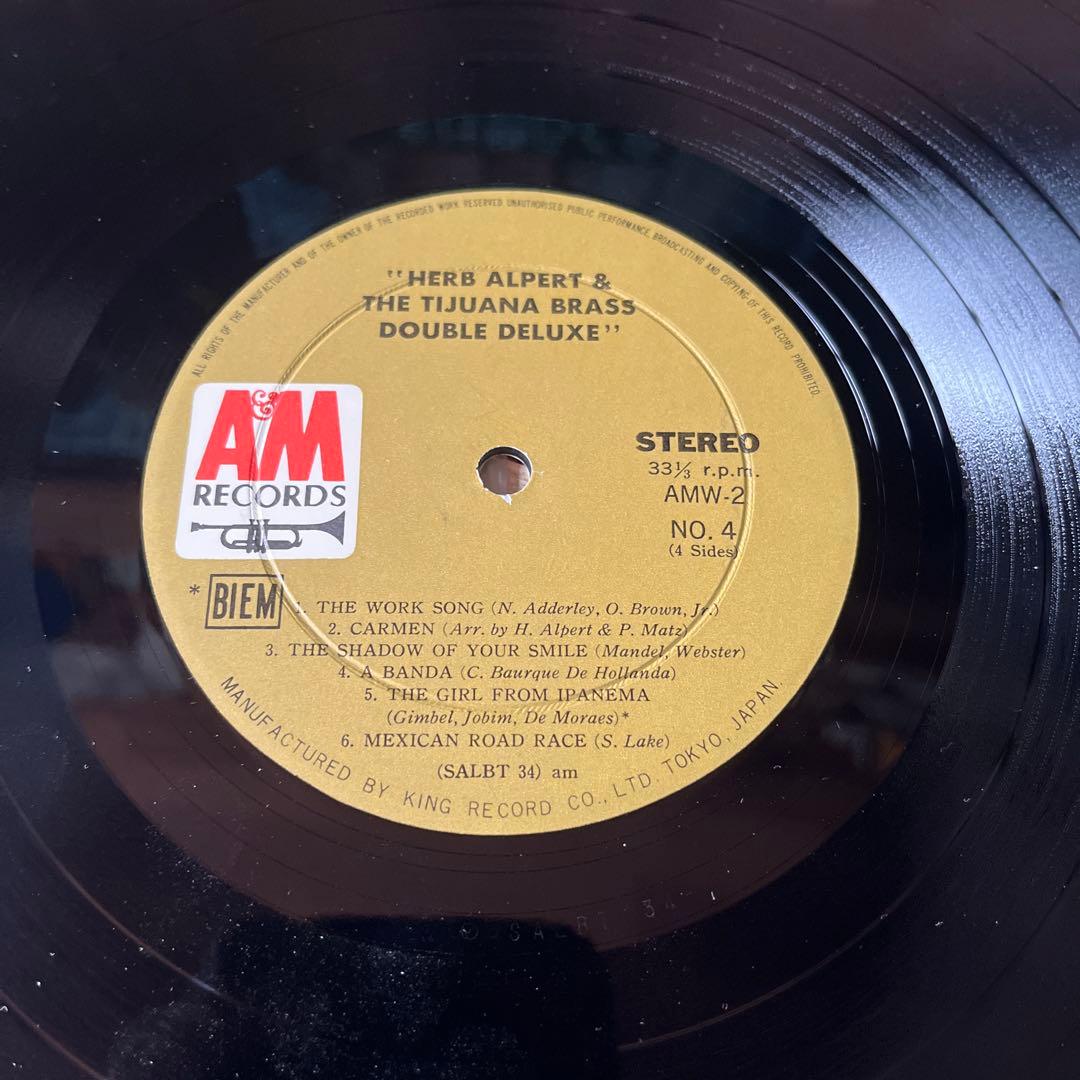 ALL RIGHTS OF THE MANUFACTURER AND OF THE OWNER OF THE RECORDED WORK RESERVED UNAUTHORISED PUBLIC PERFORMANCE, BROADCASTING AND COPYING OF THIS RECORD PROHIBITED.
"HERB ALPERT &
THE TIJUANA BRASS
DOUBLE DELUXE"
A&M
RECORDS
STEREO
33⅓ r.p.m.
AMW-2
NO. 4
(4 Sides)
* BIEM
1. THE WORK SONG (N. Adderley, O. Brown, Jr.)
2. CARMEN (Arr. by H. Alpert & P. Matz)
3. THE SHADOW OF YOUR SMILE (Mandel, Webster)
4. A BANDA (C. Baurque De Hollanda)
5. THE GIRL FROM IPANEMA
(Gimbel, Jobim, De Moraes)*
6. MEXICAN ROAD RACE (S. Lake)
(SALBT 34) am
MANUFACTURED BY KING RECORD CO., LTD. TOKYO, JAPAN.
SALBT 34